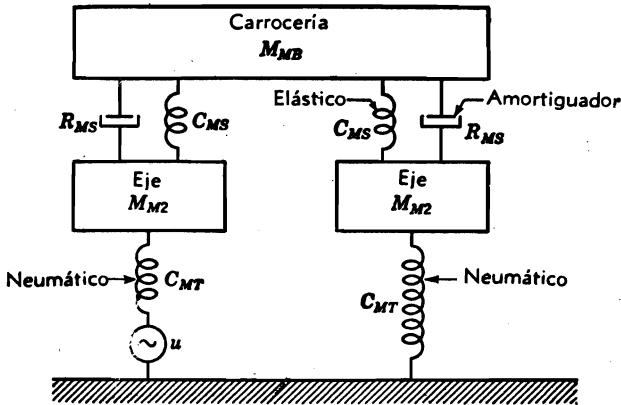 Carrocería
M_MB
Elástico
Amortiguador
R_MS
C_MS
C_MS
R_MS
Eje
M_M2
Eje
M_M2
Neumático
C_MT
C_MT
Neumático
u